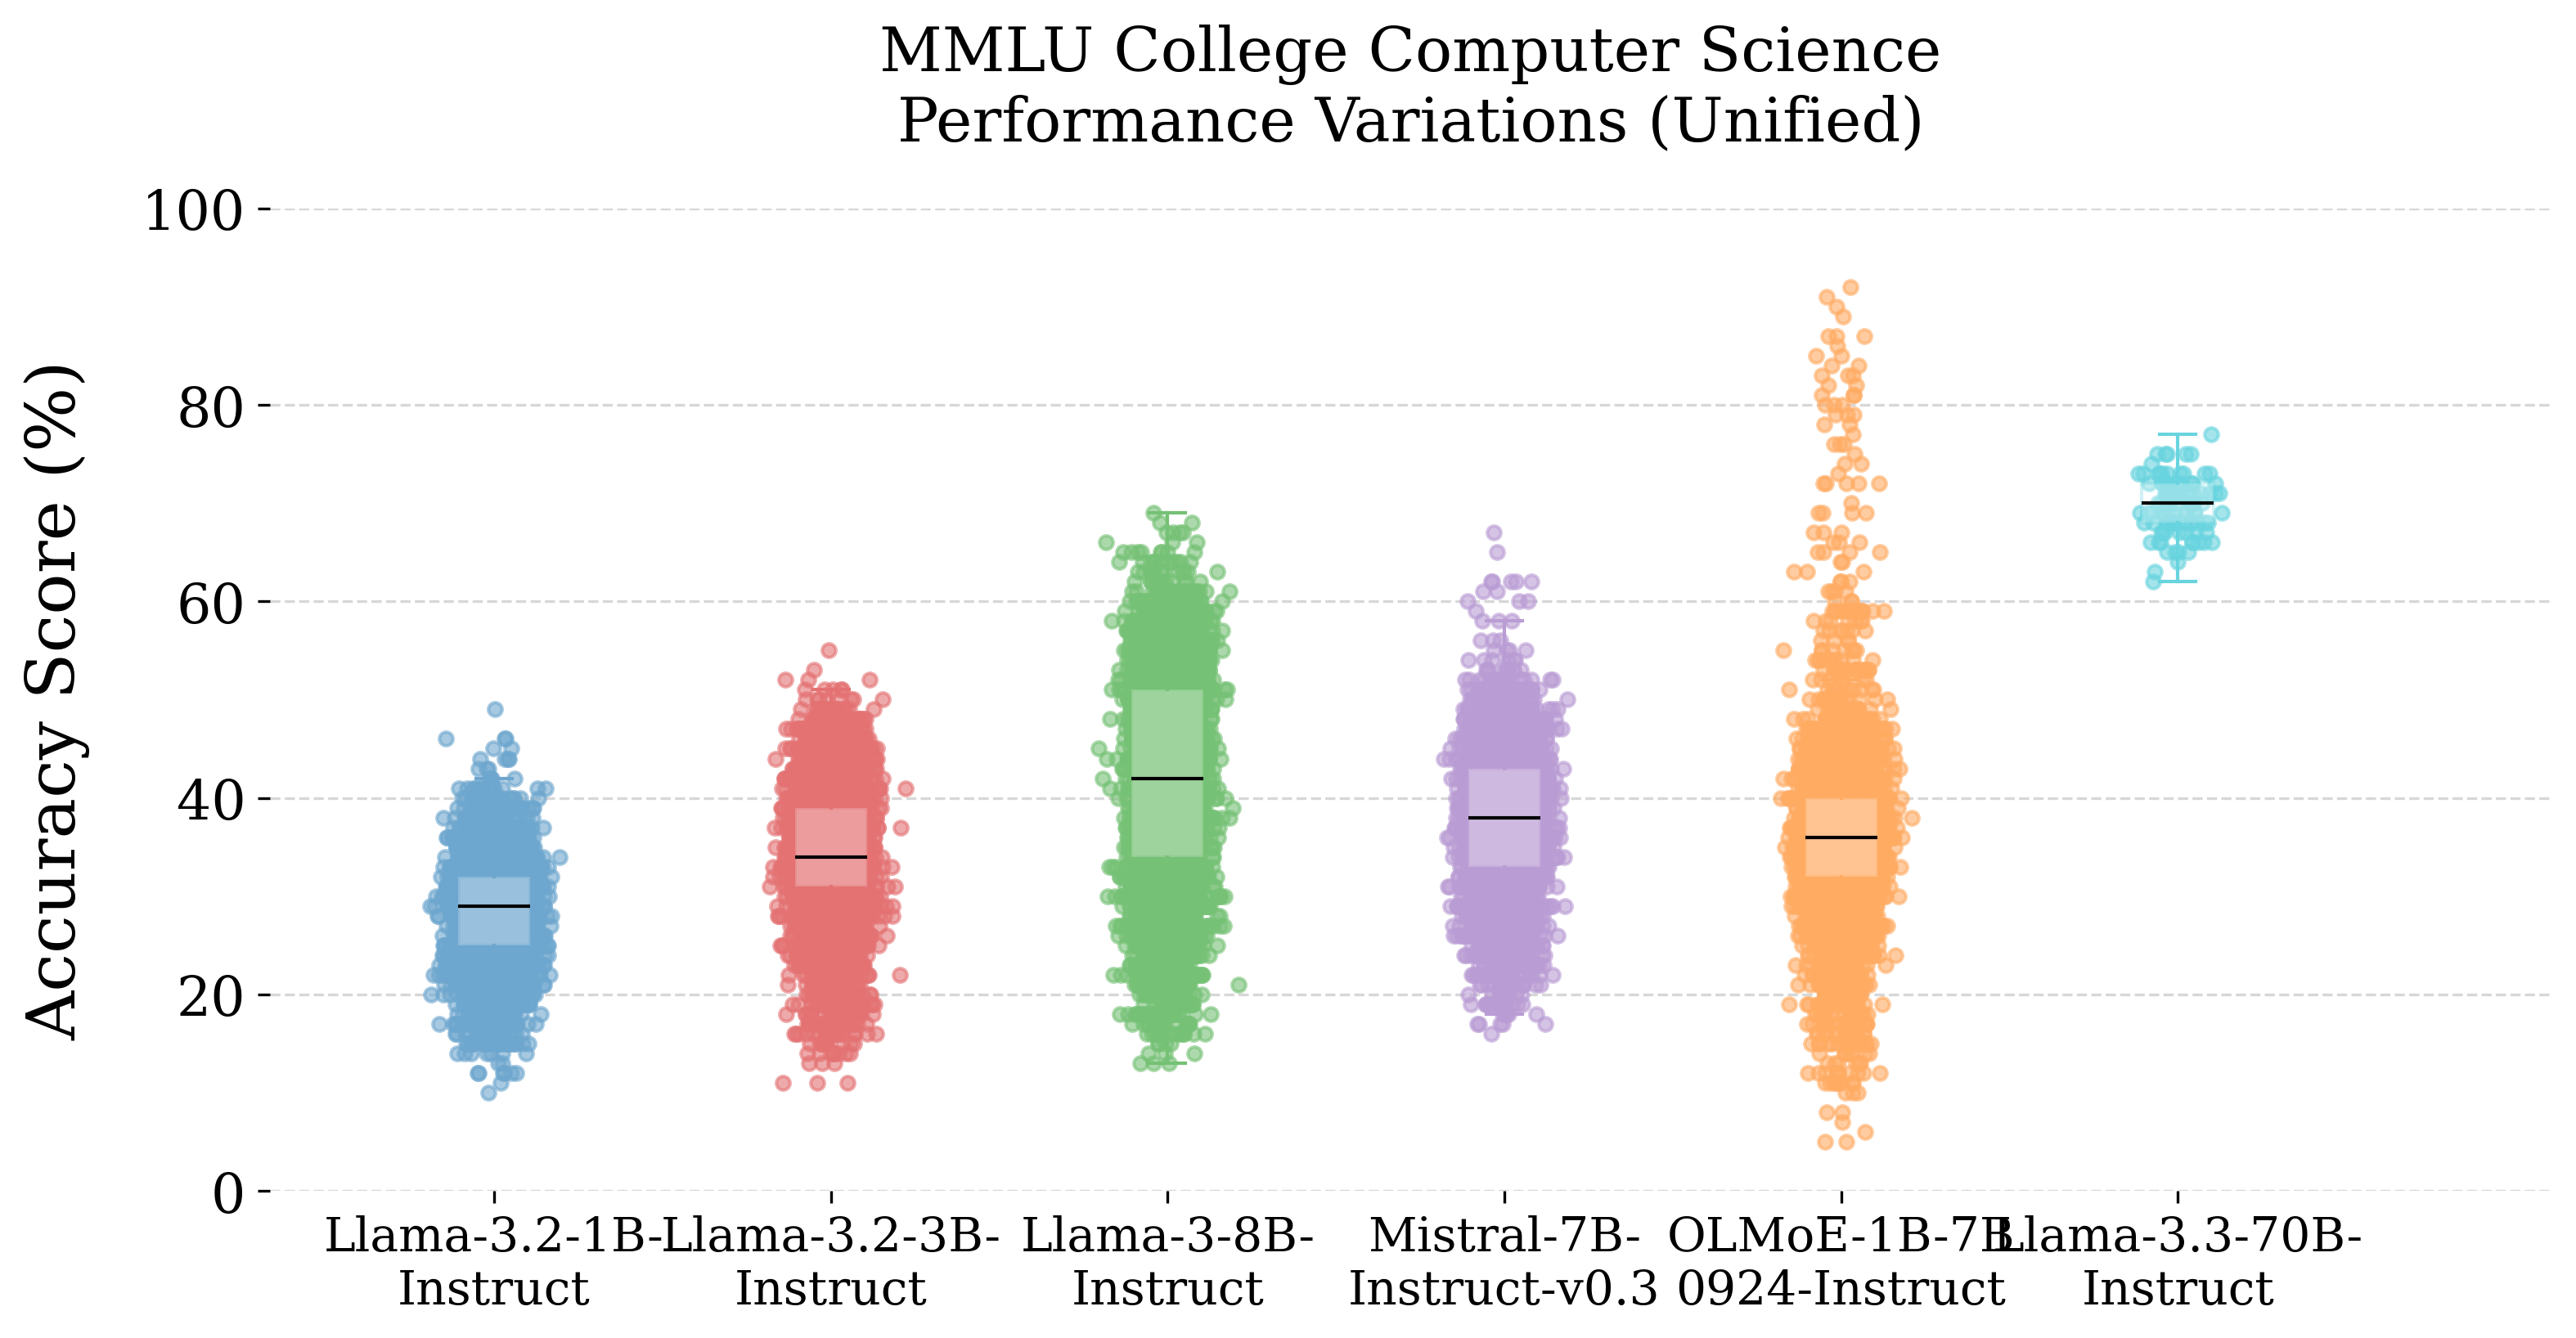 MMLU College Computer Science
Performance Variations (Unified)
Accuracy Score (%)
100
80
60
40
20
0
Llama-3.2-1B-
Instruct
Llama-3.2-3B-
Instruct
Llama-3-8B-
Instruct
Mistral-7B-
Instruct-v0.3
OLMoE-1B-7B
0924-Instruct
Llama-3.3-70B-
Instruct